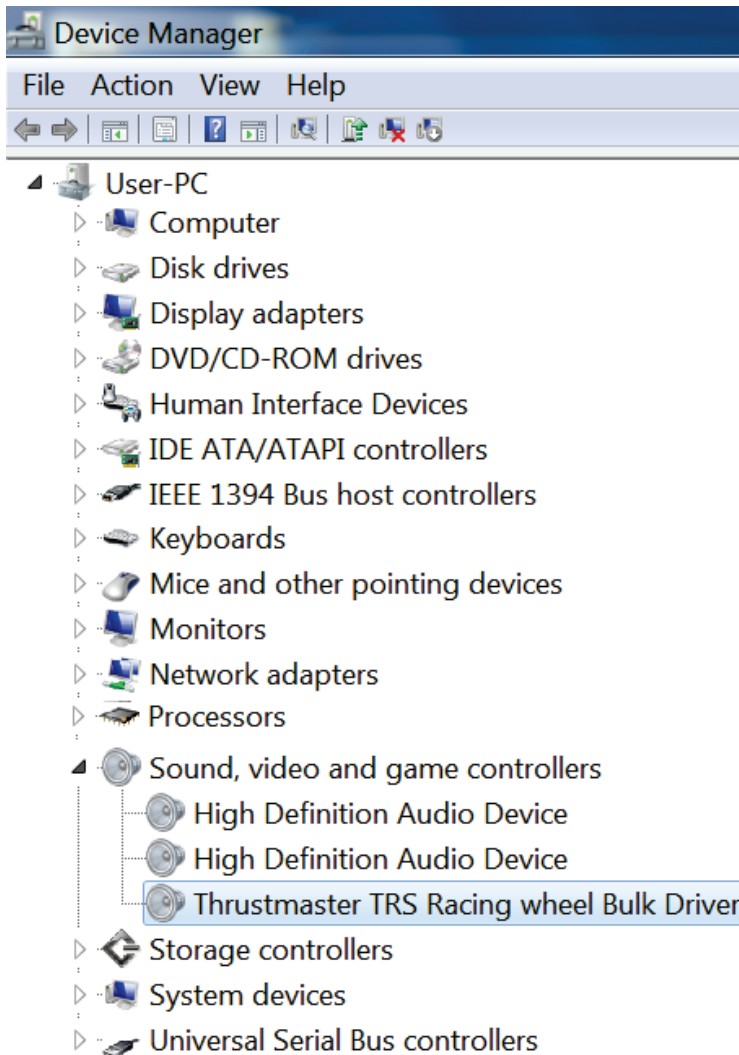 Device Manager
File Action View Help
User-PC
Computer
Disk drives
Display adapters
DVD/CD-ROM drives
Human Interface Devices
IDE ATA/ATAPI controllers
IEEE 1394 Bus host controllers
Keyboards
Mice and other pointing devices
Monitors
Network adapters
Processors
Sound, video and game controllers
High Definition Audio Device
High Definition Audio Device
Thrustmaster TRS Racing wheel Bulk Driver
Storage controllers
System devices
Universal Serial Bus controllers